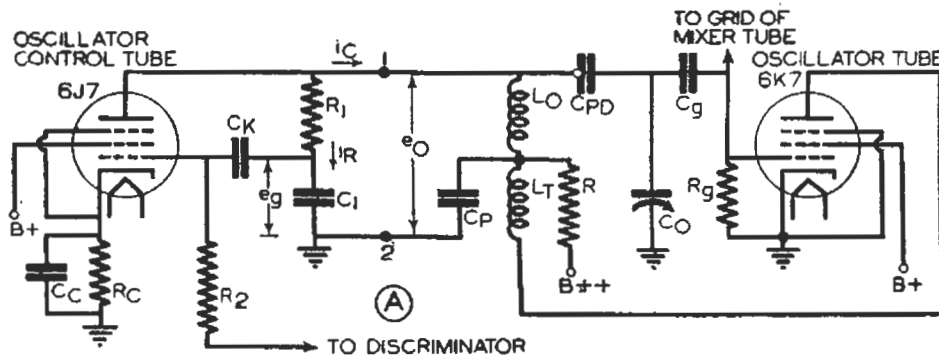 OSCILLATOR
CONTROL TUBE
6J7
iC
1
TO GRID OF
MIXER TUBE
OSCILLATOR TUBE
6K7
R1
iR
CK
eg
C1
eO
LO
CPD
Cg
CP
LT
R
CO
Rg
B+
2
B++
B+
CC
RC
R2
A
TO DISCRIMINATOR